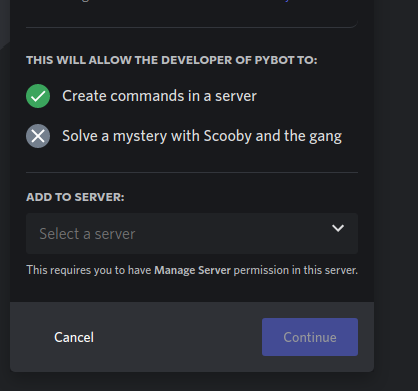 THIS WILL ALLOW THE DEVELOPER OF PYBOT TO:
Create commands in a server
Solve a mystery with Scooby and the gang
ADD TO SERVER:
Select a server
This requires you to have Manage Server permission in this server.
Cancel
Continue